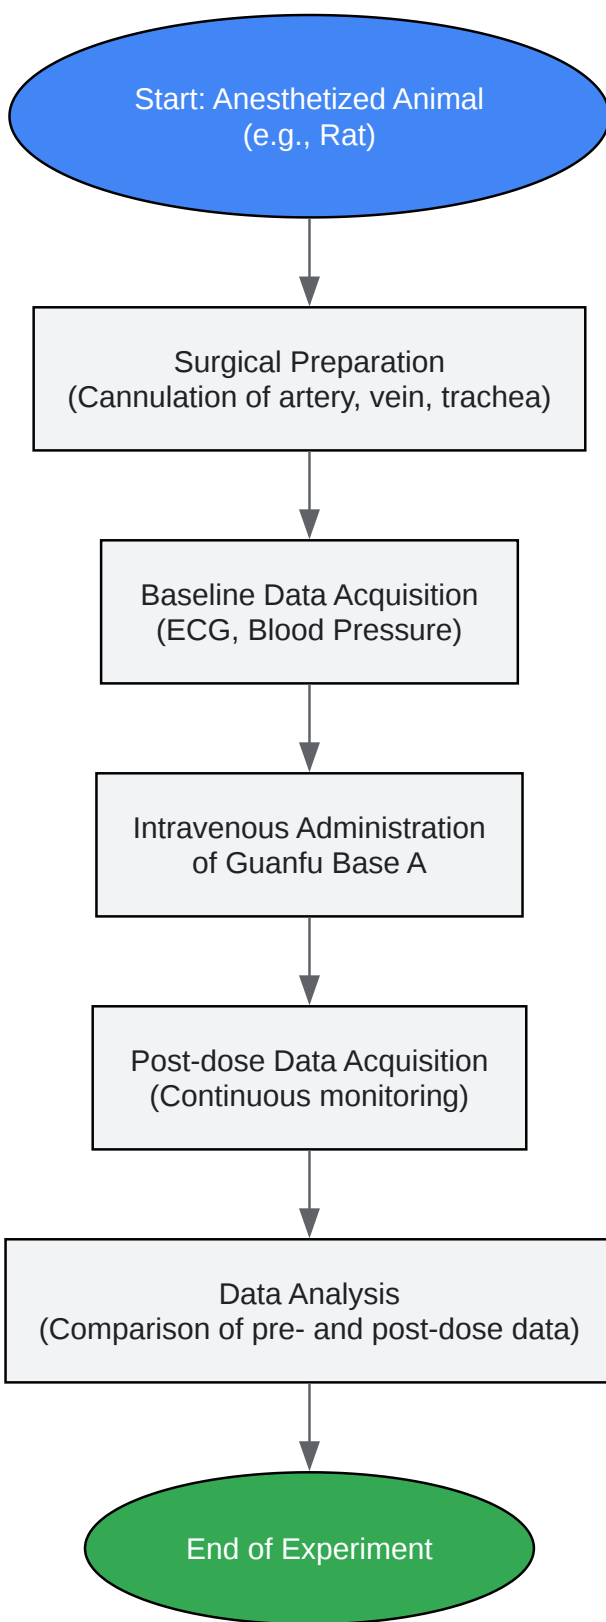 Start: Anesthetized Animal
(e.g., Rat)
Surgical Preparation
(Cannulation of artery, vein, trachea)
Baseline Data Acquisition
(ECG, Blood Pressure)
Intravenous Administration
of Guanfu Base A
Post-dose Data Acquisition
(Continuous monitoring)
Data Analysis
(Comparison of pre- and post-dose data)
End of Experiment